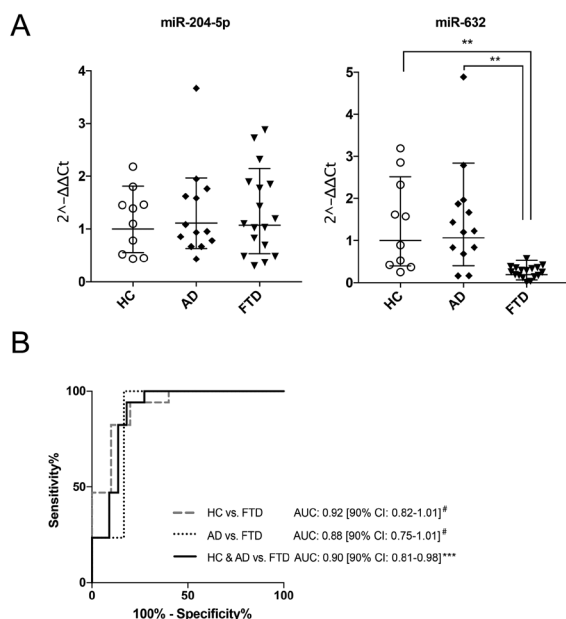 A
miR-204-5p
miR-632
**
**
2^-ΔΔCt
4
3
2
1
0
HC
AD
FTD
2^-ΔΔCt
5
4
3
2
1
0
HC
AD
FTD
B
Sensitivity%
100
50
0
0
50
100
100% - Specificity%
HC vs. FTD AUC: 0.92 [90% CI: 0.82-1.01]#
AD vs. FTD AUC: 0.88 [90% CI: 0.75-1.01]#
HC & AD vs. FTD AUC: 0.90 [90% CI: 0.81-0.98]***